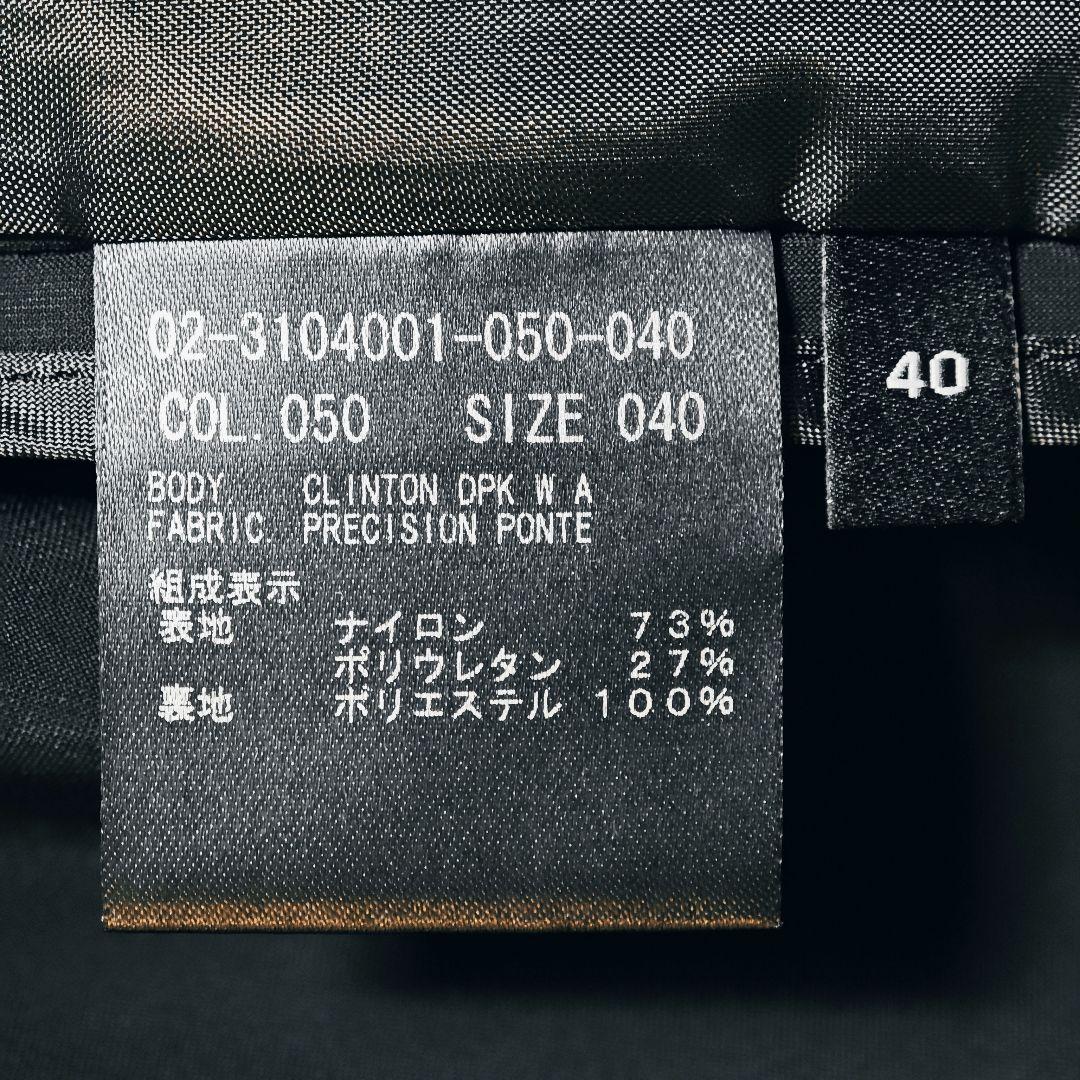 02-3104001-050-040
COL. 050 SIZE 040
BODY CLINTON DPK W A
FABRIC PRECISION PONTE
組成表示
表地 ナイロン 73%
ポリウレタン 27%
裏地 ポリエステル 100%
40